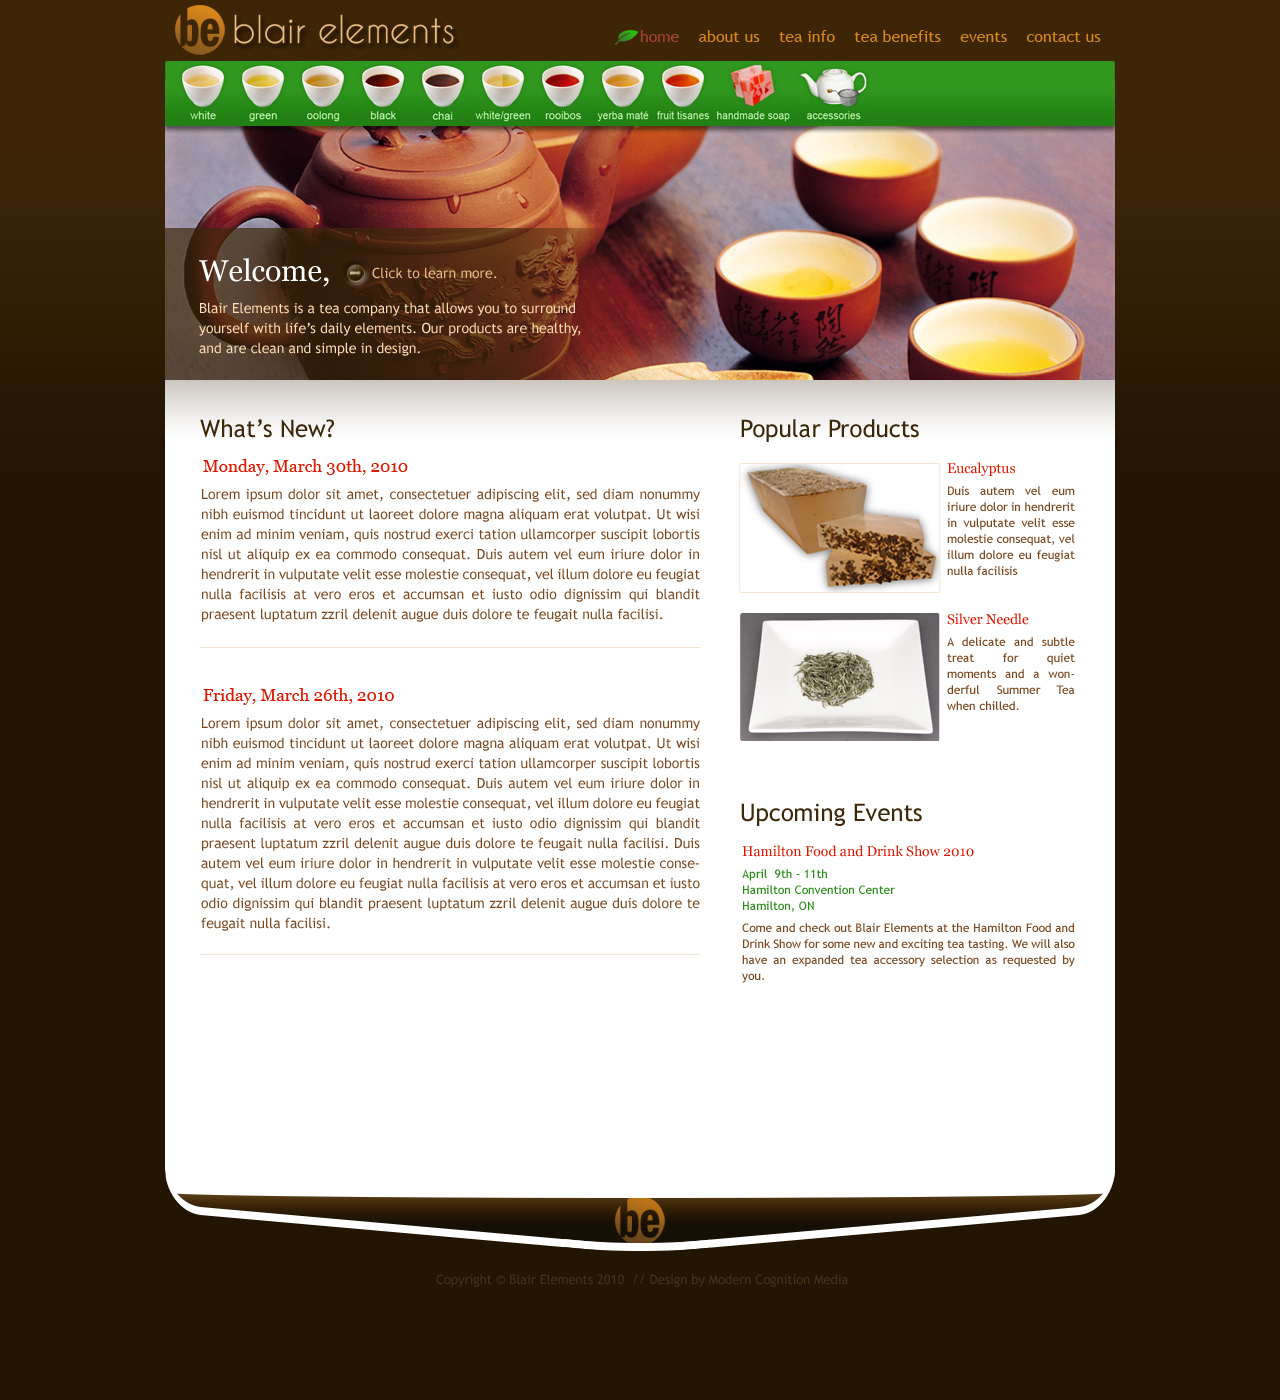 be blair elements
home about us tea info tea benefits events contact us
white green oolong black chai white/green rooibos yerba maté fruit tisanes handmade soap accessories
Welcome, Click to learn more.
Blair Elements is a tea company that allows you to surround
yourself with life’s daily elements. Our products are healthy,
and are clean and simple in design.
What’s New?
Monday, March 30th, 2010
Lorem ipsum dolor sit amet, consectetuer adipiscing elit, sed diam nonummy
nibh euismod tincidunt ut laoreet dolore magna aliquam erat volutpat. Ut wisi
enim ad minim veniam, quis nostrud exerci tation ullamcorper suscipit lobortis
nisl ut aliquip ex ea commodo consequat. Duis autem vel eum iriure dolor in
hendrerit in vulputate velit esse molestie consequat, vel illum dolore eu feugiat
nulla facilisis at vero eros et accumsan et iusto odio dignissim qui blandit
praesent luptatum zzril delenit augue duis dolore te feugait nulla facilisi.
Friday, March 26th, 2010
Lorem ipsum dolor sit amet, consectetuer adipiscing elit, sed diam nonummy
nibh euismod tincidunt ut laoreet dolore magna aliquam erat volutpat. Ut wisi
enim ad minim veniam, quis nostrud exerci tation ullamcorper suscipit lobortis
nisl ut aliquip ex ea commodo consequat. Duis autem vel eum iriure dolor in
hendrerit in vulputate velit esse molestie consequat, vel illum dolore eu feugiat
nulla facilisis at vero eros et accumsan et iusto odio dignissim qui blandit
praesent luptatum zzril delenit augue duis dolore te feugait nulla facilisi. Duis
autem vel eum iriure dolor in hendrerit in vulputate velit esse molestie conse-
quat, vel illum dolore eu feugiat nulla facilisis at vero eros et accumsan et iusto
odio dignissim qui blandit praesent luptatum zzril delenit augue duis dolore te
feugait nulla facilisi.
Popular Products
Eucalyptus
Duis autem vel eum
iriure dolor in hendrerit
in vulputate velit esse
molestie consequat, vel
illum dolore eu feugiat
nulla facilisis
Silver Needle
A delicate and subtle
treat for quiet
moments and a won-
derful Summer Tea
when chilled.
Upcoming Events
Hamilton Food and Drink Show 2010
April 9th - 11th
Hamilton Convention Center
Hamilton, ON
Come and check out Blair Elements at the Hamilton Food and
Drink Show for some new and exciting tea tasting. We will also
have an expanded tea accessory selection as requested by
you.
be
Copyright © Blair Elements 2010 // Design by Modern Cognition Media